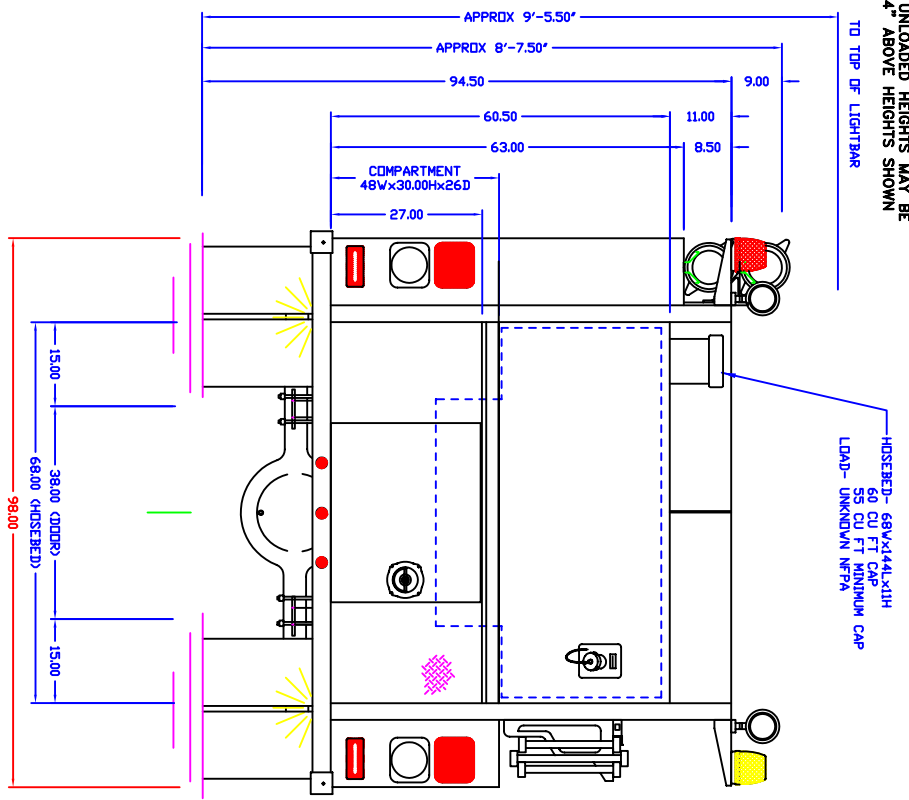 UNLOADED HEIGHTS MAY BE
4" ABOVE HEIGHTS SHOWN
TO TOP OF LIGHTBAR
APPROX 9'-5.50"
APPROX 8'-7.50"
94.50
9.00
60.50
11.00
63.00
8.50
COMPARTMENT
48Wx30.00Hx26D
27.00
HOSEBED- 68Wx144Lx11H
60 CU FT CAP
55 CU FT MINIMUM CAP
LOAD- UNKNOWN NFPA
15.00
38.00 (DOOR)
15.00
68.00 (HOSEBED)
98.00